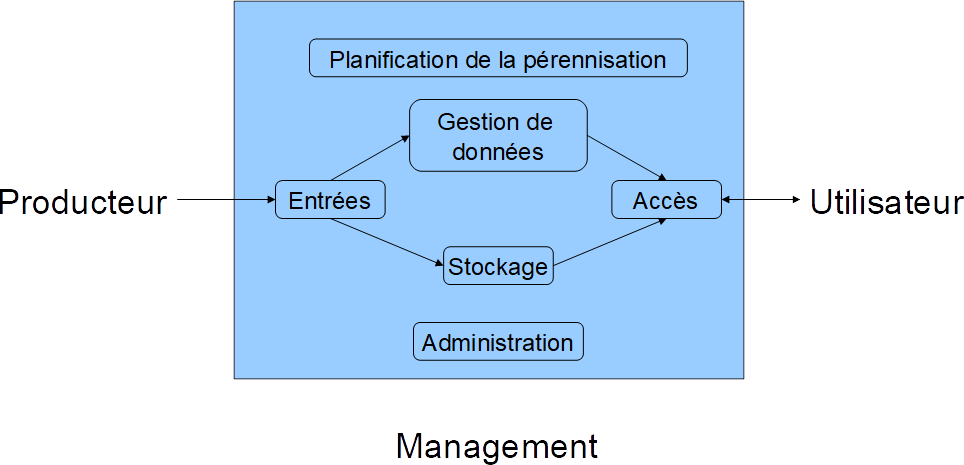 Planification de la pérennisation
Gestion de
données
Producteur
Entrées
Accès
Utilisateur
Stockage
Administration
Management